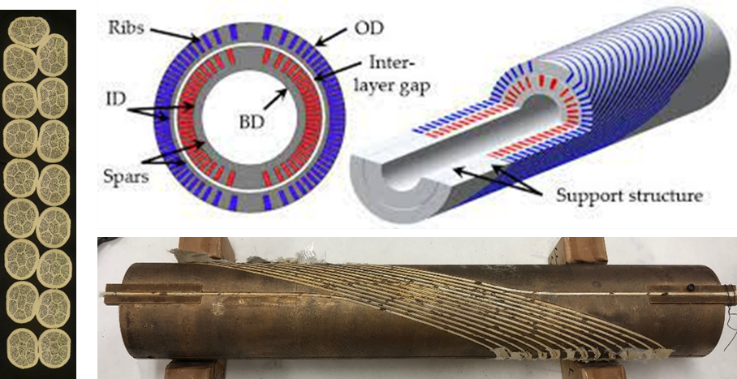 Ribs
OD
Inter-
layer gap
ID
BD
Spars
Support structure